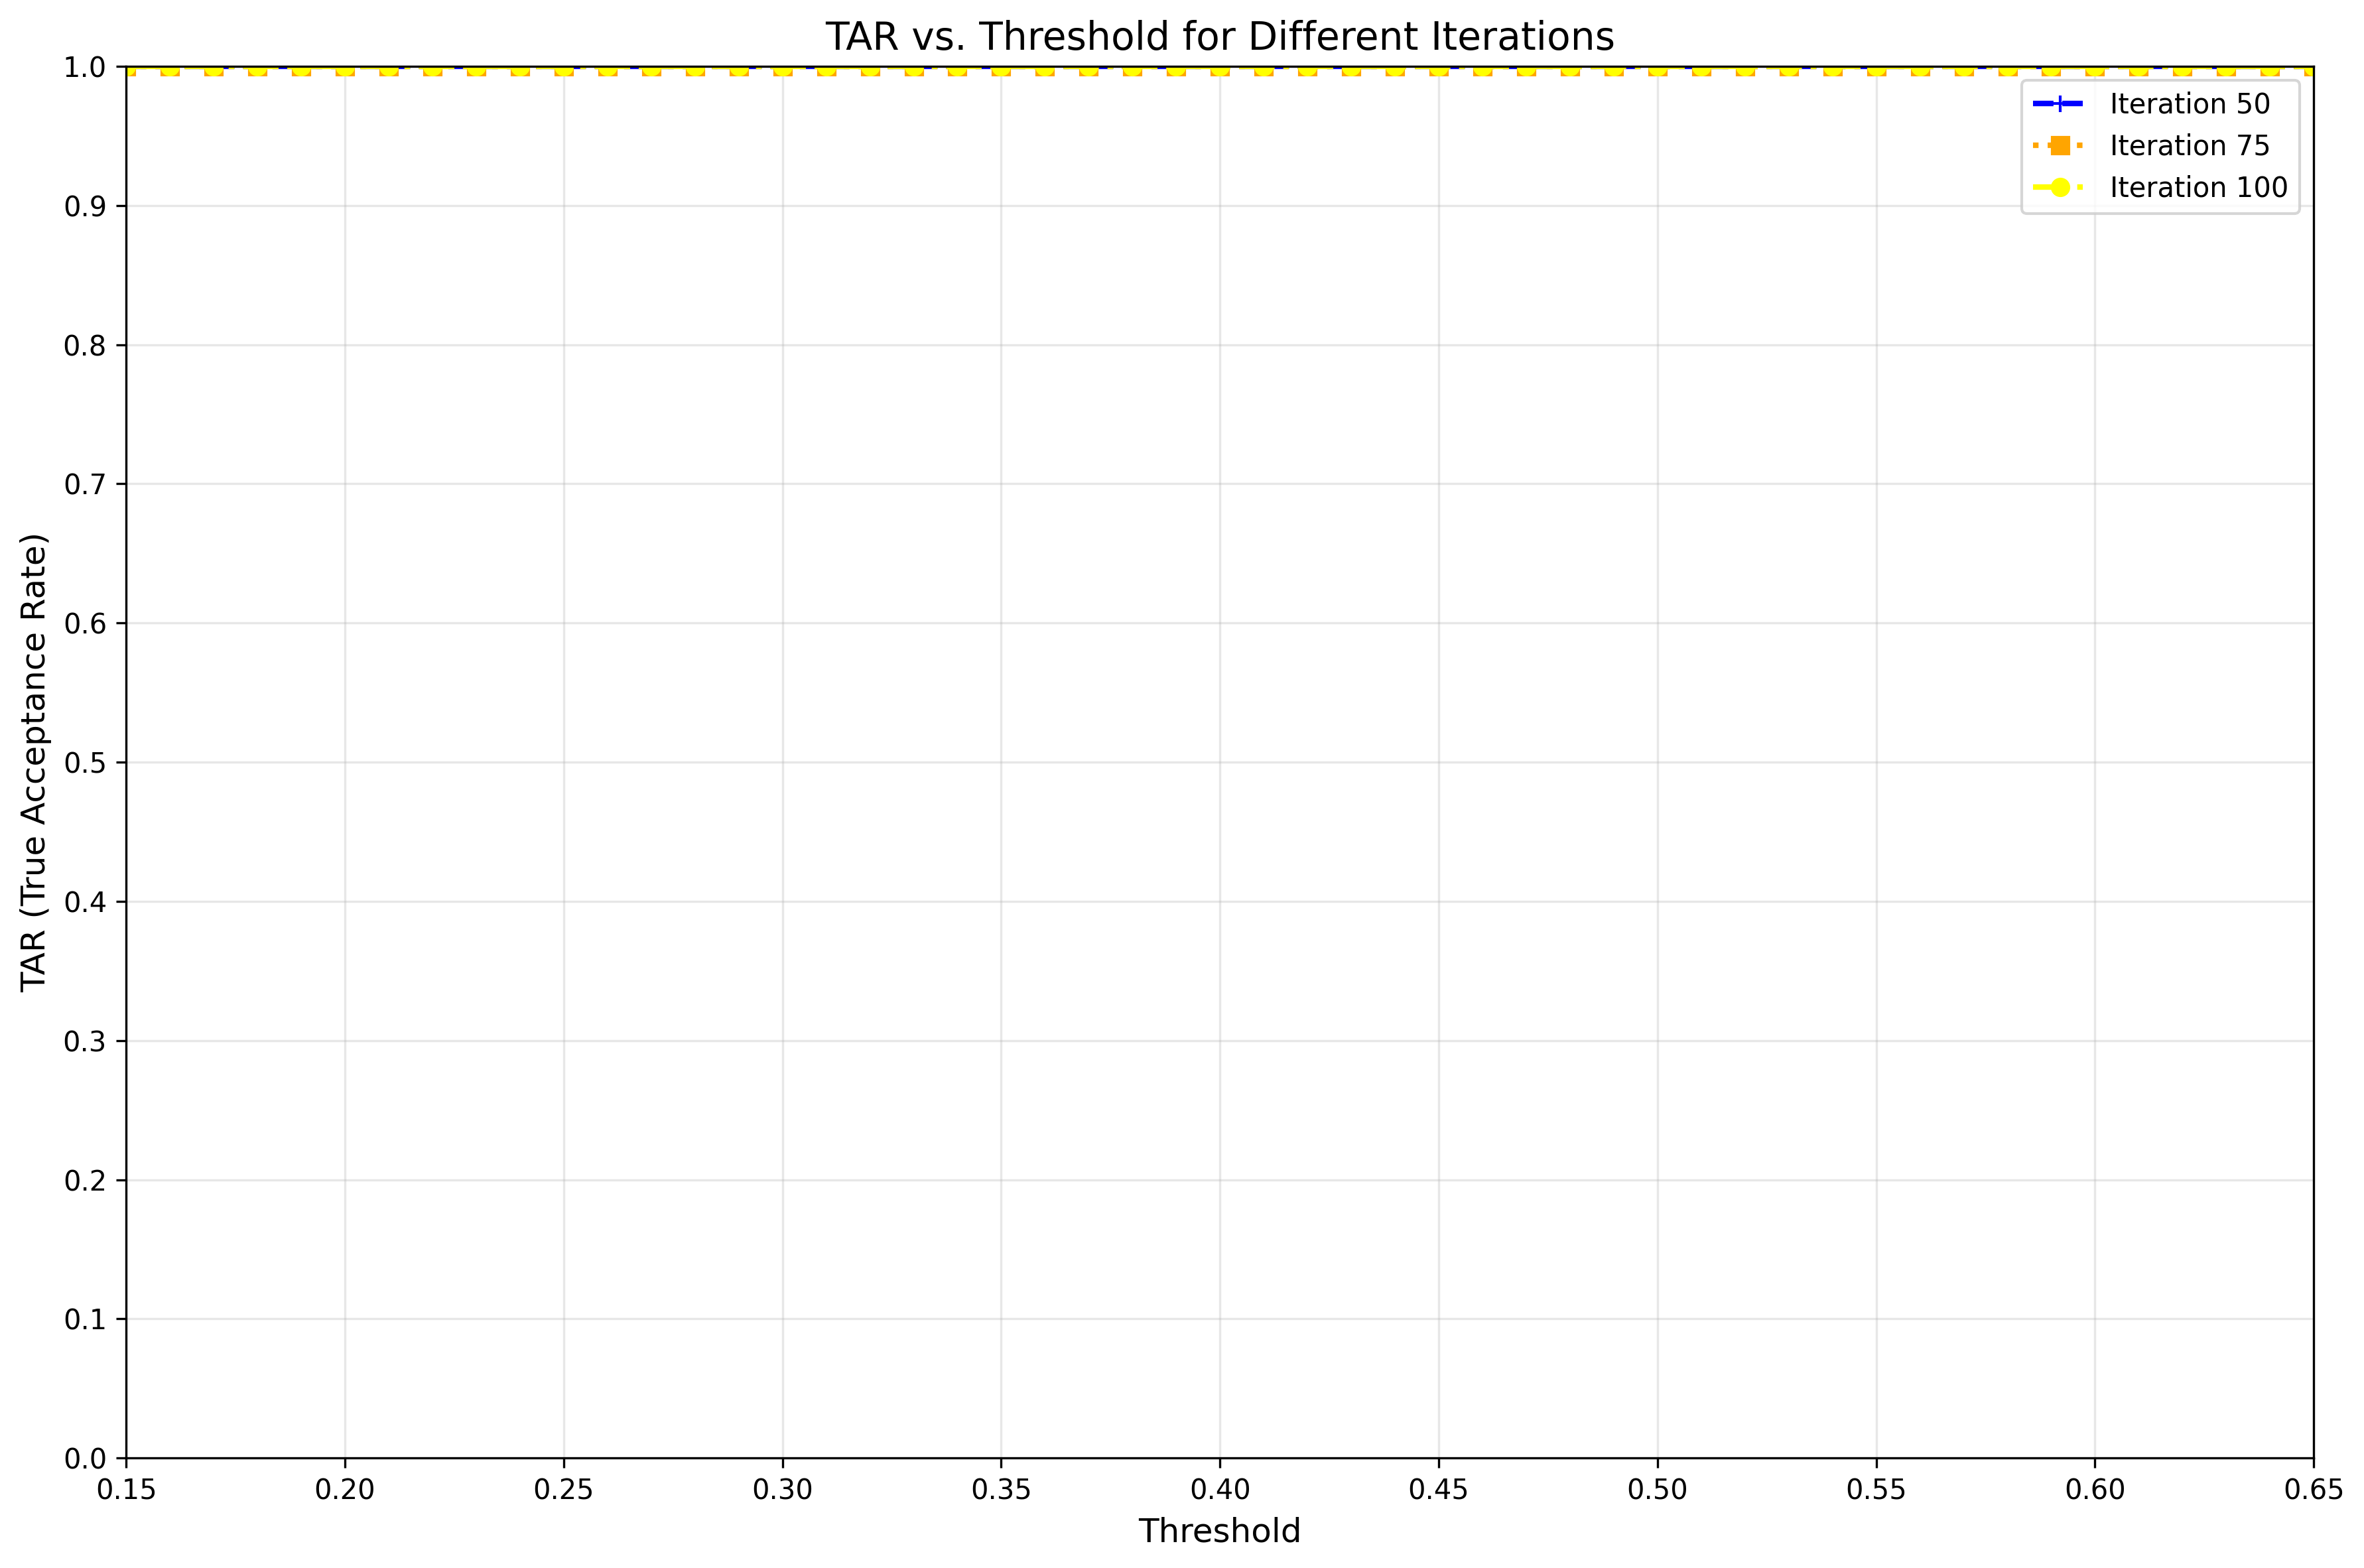 TAR vs. Threshold for Different Iterations
1.0
0.9
0.8
0.7
0.6
0.5
0.4
0.3
0.2
0.1
0.0
TAR (True Acceptance Rate)
Iteration 50
Iteration 75
Iteration 100
0.15 0.20 0.25 0.30 0.35 0.40 0.45 0.50 0.55 0.60 0.65
Threshold